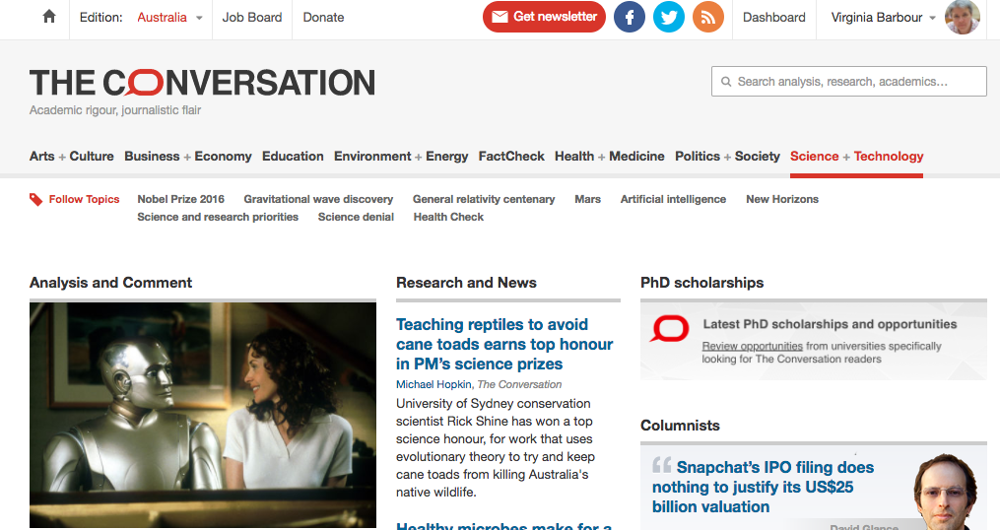 Edition: Australia Job Board Donate Get newsletter Dashboard Virginia Barbour
THE CONVERSATION
Academic rigour, journalistic flair
Search analysis, research, academics...
Arts + Culture Business + Economy Education Environment + Energy FactCheck Health + Medicine Politics + Society Science + Technology
Follow Topics Nobel Prize 2016 Gravitational wave discovery General relativity centenary Mars Artificial intelligence New Horizons
Science and research priorities Science denial Health Check
Analysis and Comment
Research and News
Teaching reptiles to avoid
cane toads earns top honour
in PM's science prizes
Michael Hopkin, The Conversation
University of Sydney conservation
scientist Rick Shine has won a top
science honour, for work that uses
evolutionary theory to try and keep
cane toads from killing Australia's
native wildlife.
Healthy microbes make for a
PhD scholarships
Latest PhD scholarships and opportunities
Review opportunities from universities specifically
looking for The Conversation readers
Columnists
Snapchat's IPO filing does
nothing to justify its US$25
billion valuation
David Glance